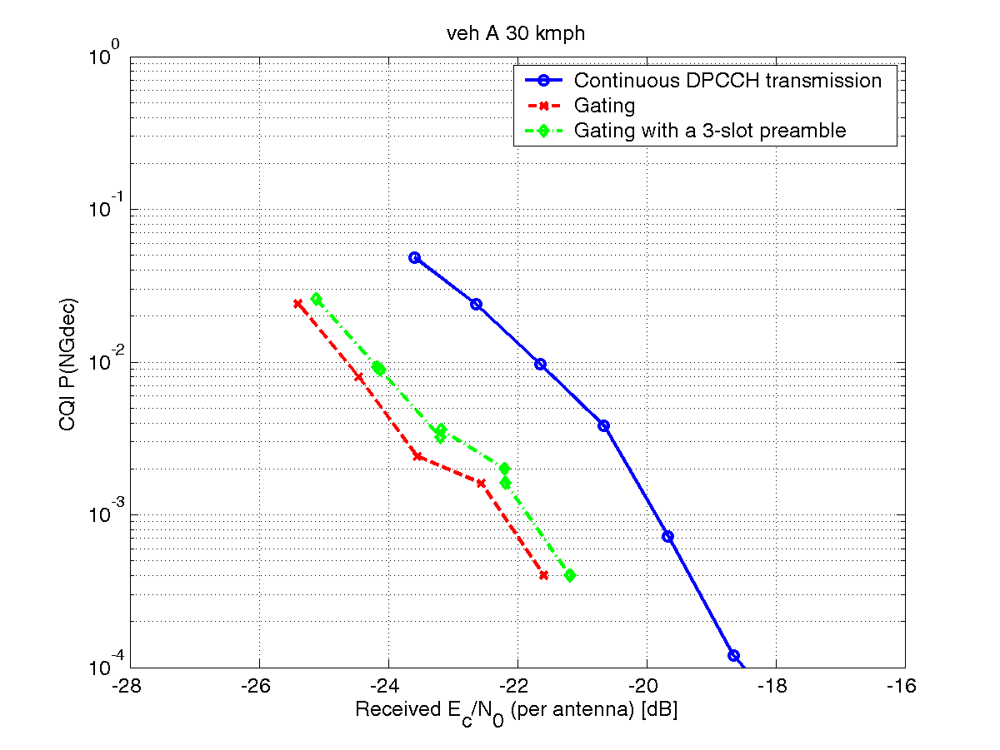 veh A 30 kmph
Continuous DPCCH transmission
Gating
Gating with a 3-slot preamble
10^0
10^-1
10^-2
10^-3
10^-4
CQI P(NGdec)
-28 -26 -24 -22 -20 -18 -16
Received E_c/N_0 (per antenna) [dB]